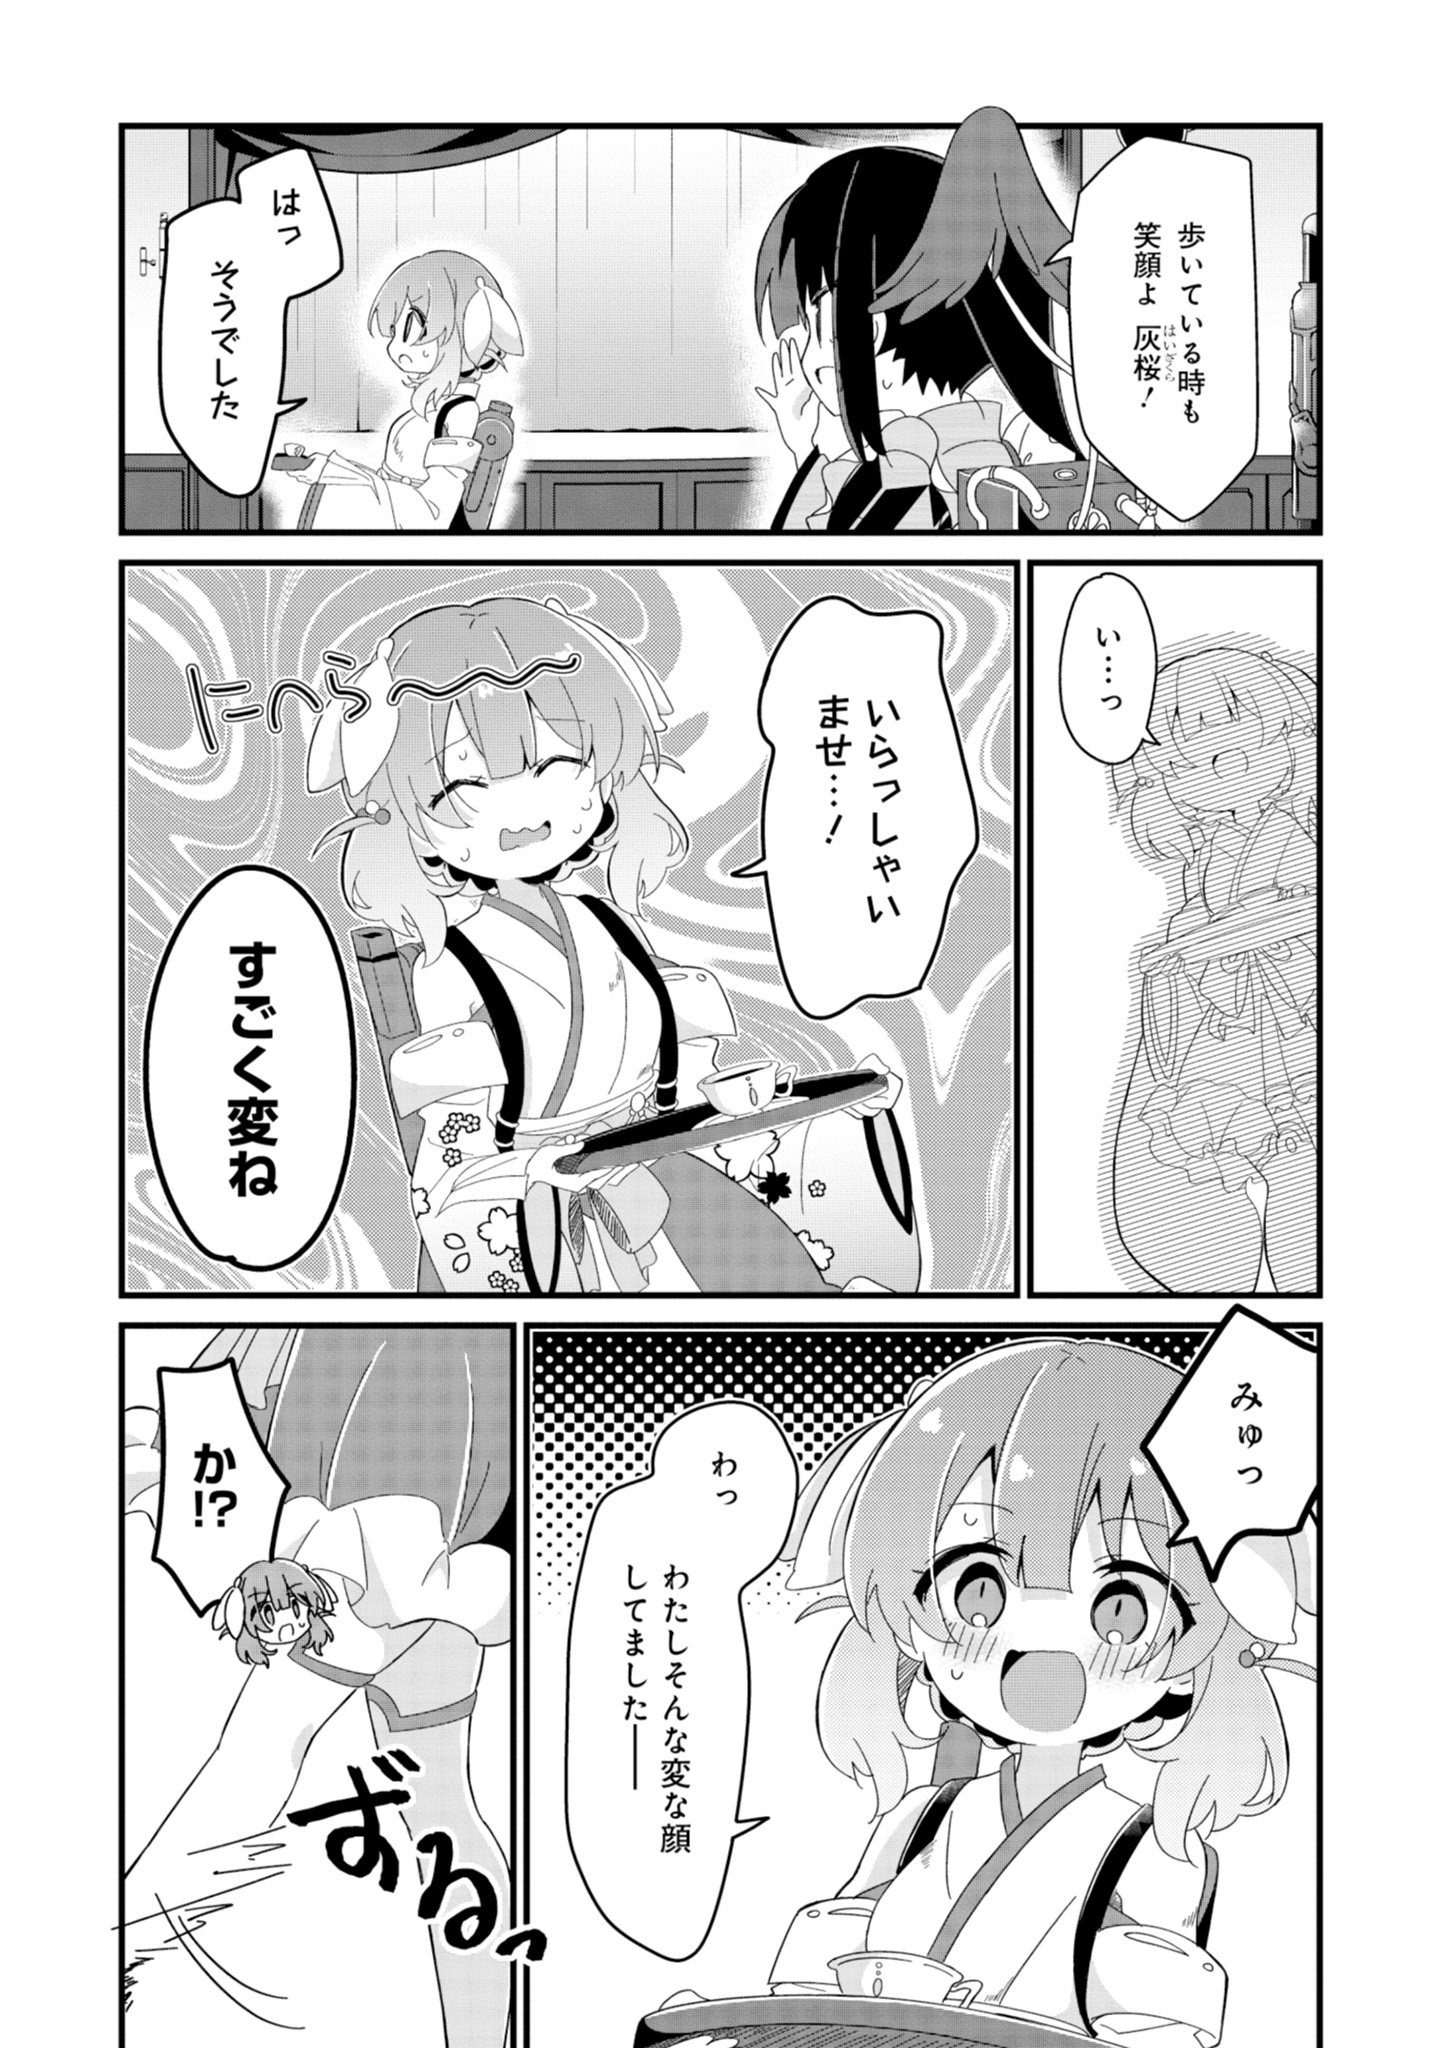 歩いている時も
笑顔よ 灰桜!
はいざくら
はっ
そうでした
い…っ
いらっしゃい
ませ…!
にへら〜
すごく変ね
みゅっ
わっ
わたしそんな変な顔
してました──
か!?
ずるっ